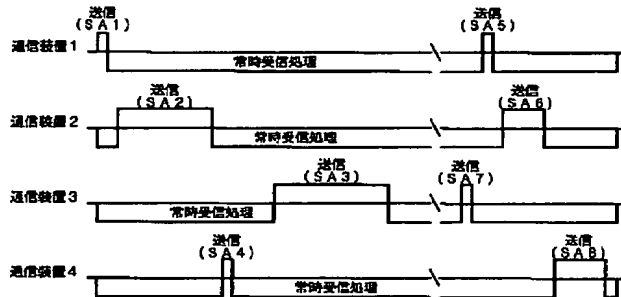 送信
(SA1)
送信
(SA5)
通信装置1
常時受信処理
送信
(SA2)
送信
(SA6)
通信装置2
常時受信処理
送信
(SA3)
送信
(SA7)
通信装置3
常時受信処理
送信
(SA4)
送信
(SA8)
通信装置4
常時受信処理